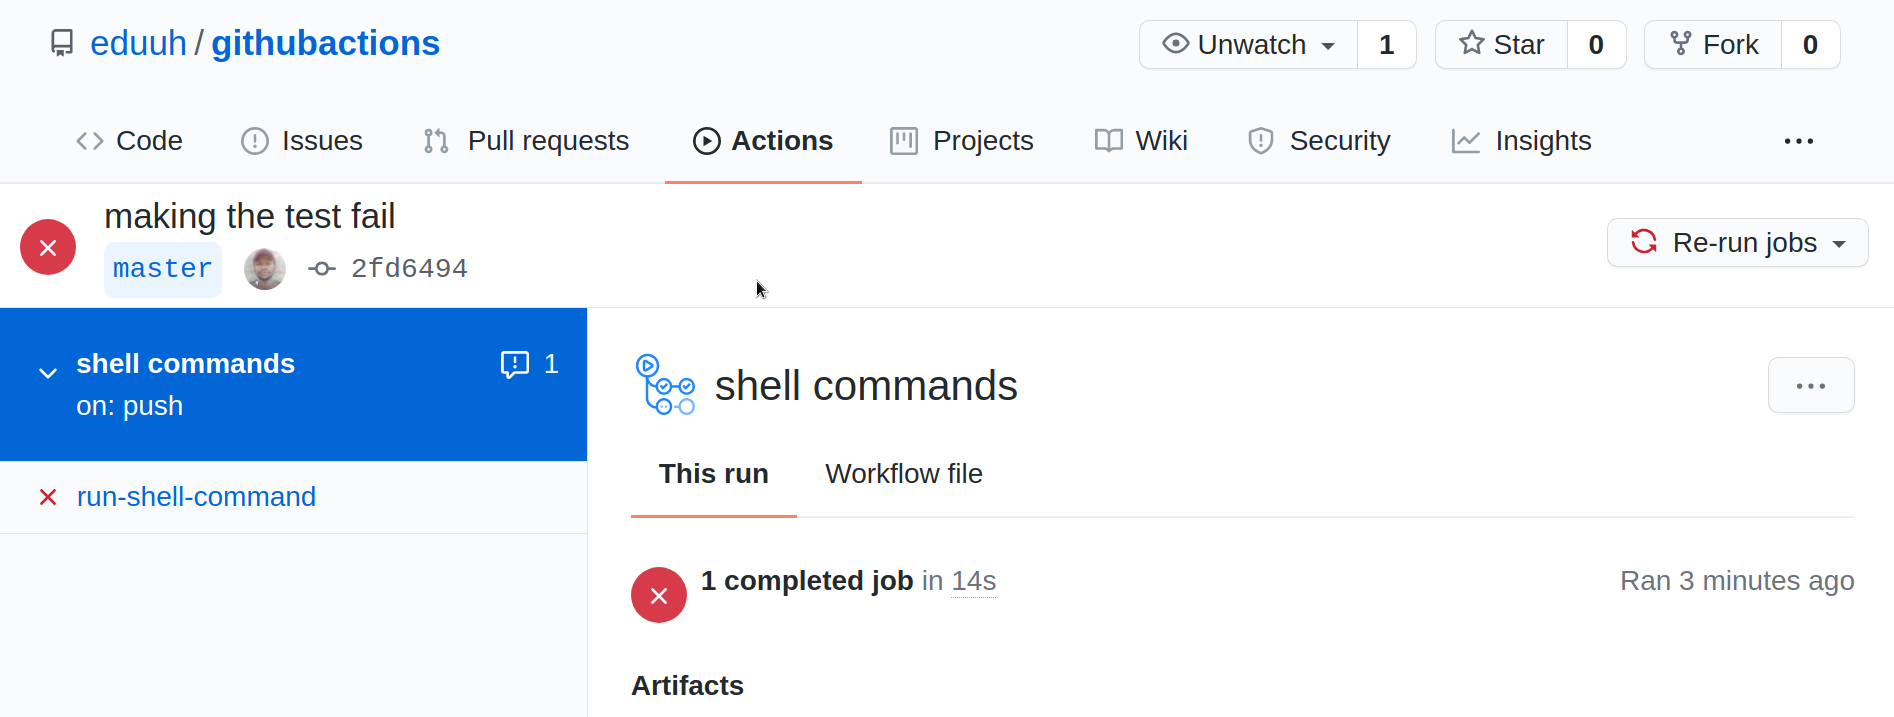 eduuh / githubactions
Unwatch 1 Star 0 Fork 0
Code Issues Pull requests Actions Projects Wiki Security Insights
making the test fail
master 2fd6494
Re-run jobs
shell commands 1
on: push
run-shell-command
shell commands
This run Workflow file
1 completed job in 14s Ran 3 minutes ago
Artifacts